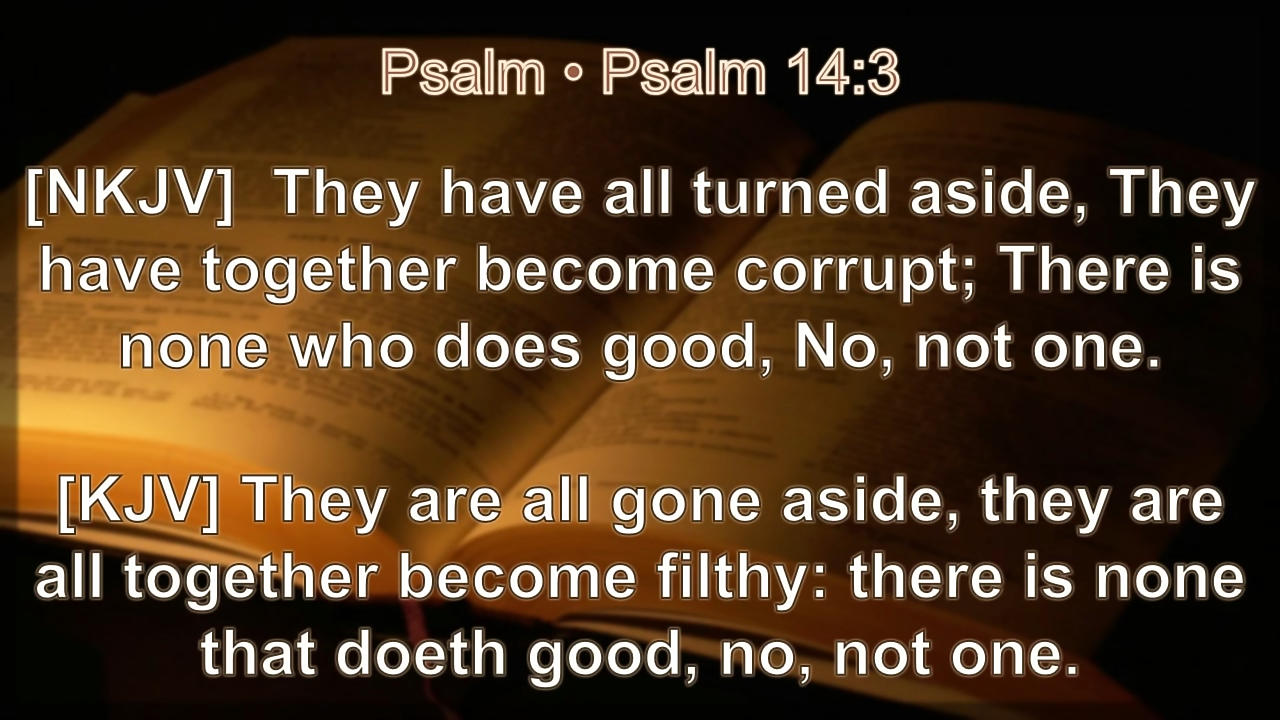 Psalm • Psalm 14:3
[NKJV]  They have all turned aside, They
have together become corrupt; There is
none who does good, No, not one.
[KJV] They are all gone aside, they are
all together become filthy: there is none
that doeth good, no, not one.